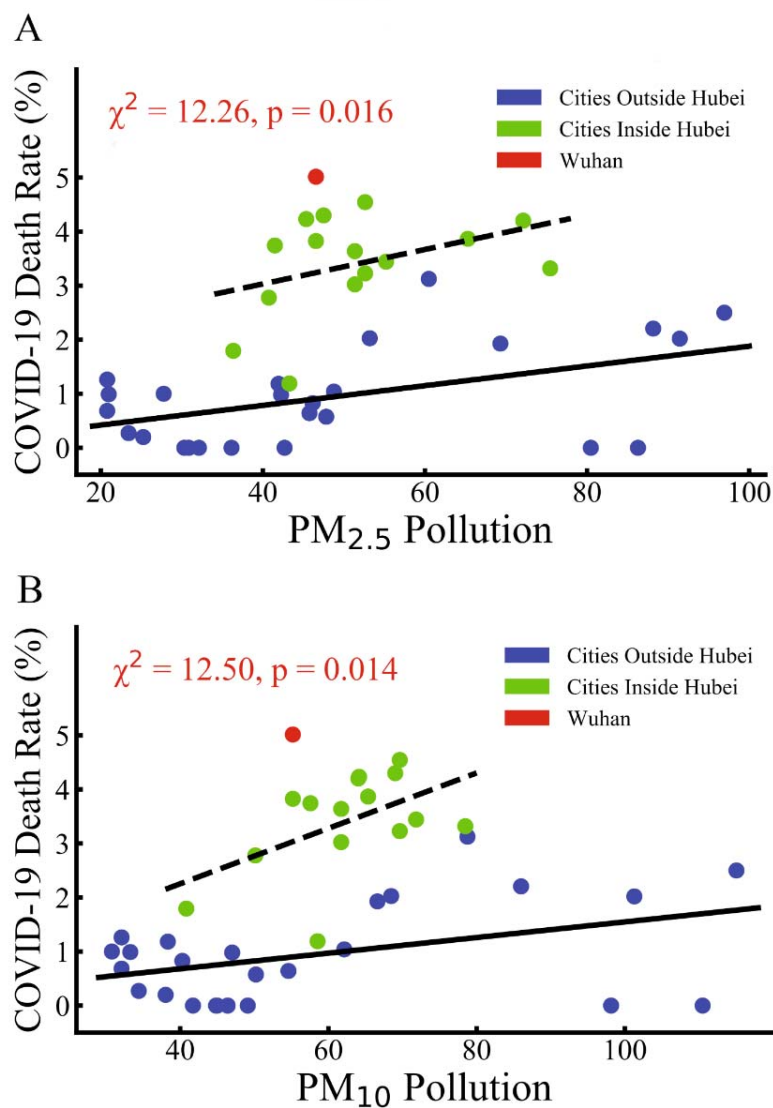 A
χ² = 12.26, p = 0.016
Cities Outside Hubei
Cities Inside Hubei
Wuhan
COVID-19 Death Rate (%)
5
4
3
2
1
0
20 40 60 80 100
PM₂.₅ Pollution
B
χ² = 12.50, p = 0.014
Cities Outside Hubei
Cities Inside Hubei
Wuhan
COVID-19 Death Rate (%)
5
4
3
2
1
0
40 60 80 100
PM₁₀ Pollution